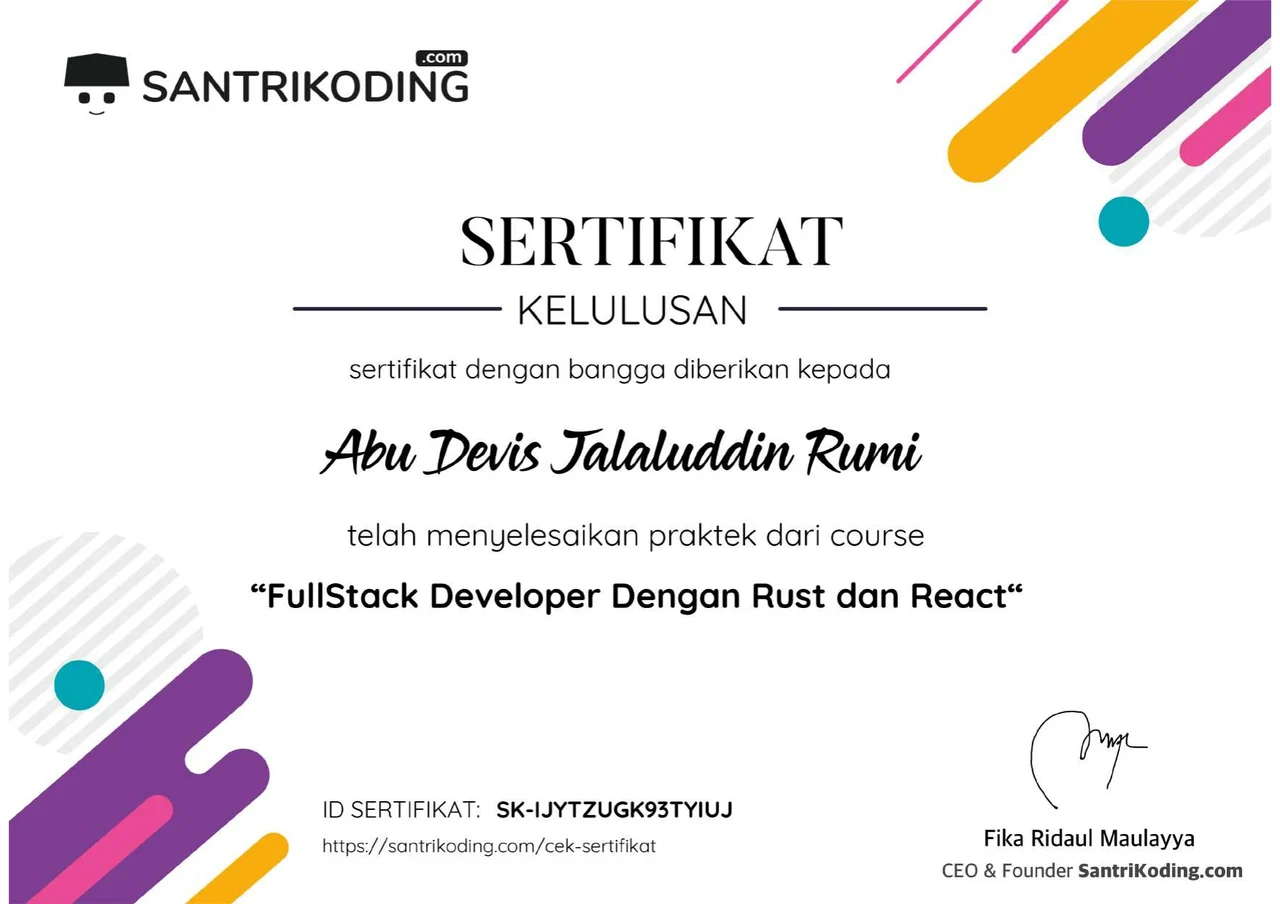 SANTRIKODING.com
SERTIFIKAT
KELULUSAN
sertifikat dengan bangga diberikan kepada
Abu Devis Jalaluddin Rumi
telah menyelesaikan praktek dari course
“FullStack Developer Dengan Rust dan React“
ID SERTIFIKAT: SK-IJYTZUGK93TYIUJ
https://santrikoding.com/cek-sertifikat
Fika Ridaul Maulayya
CEO & Founder SantriKoding.com